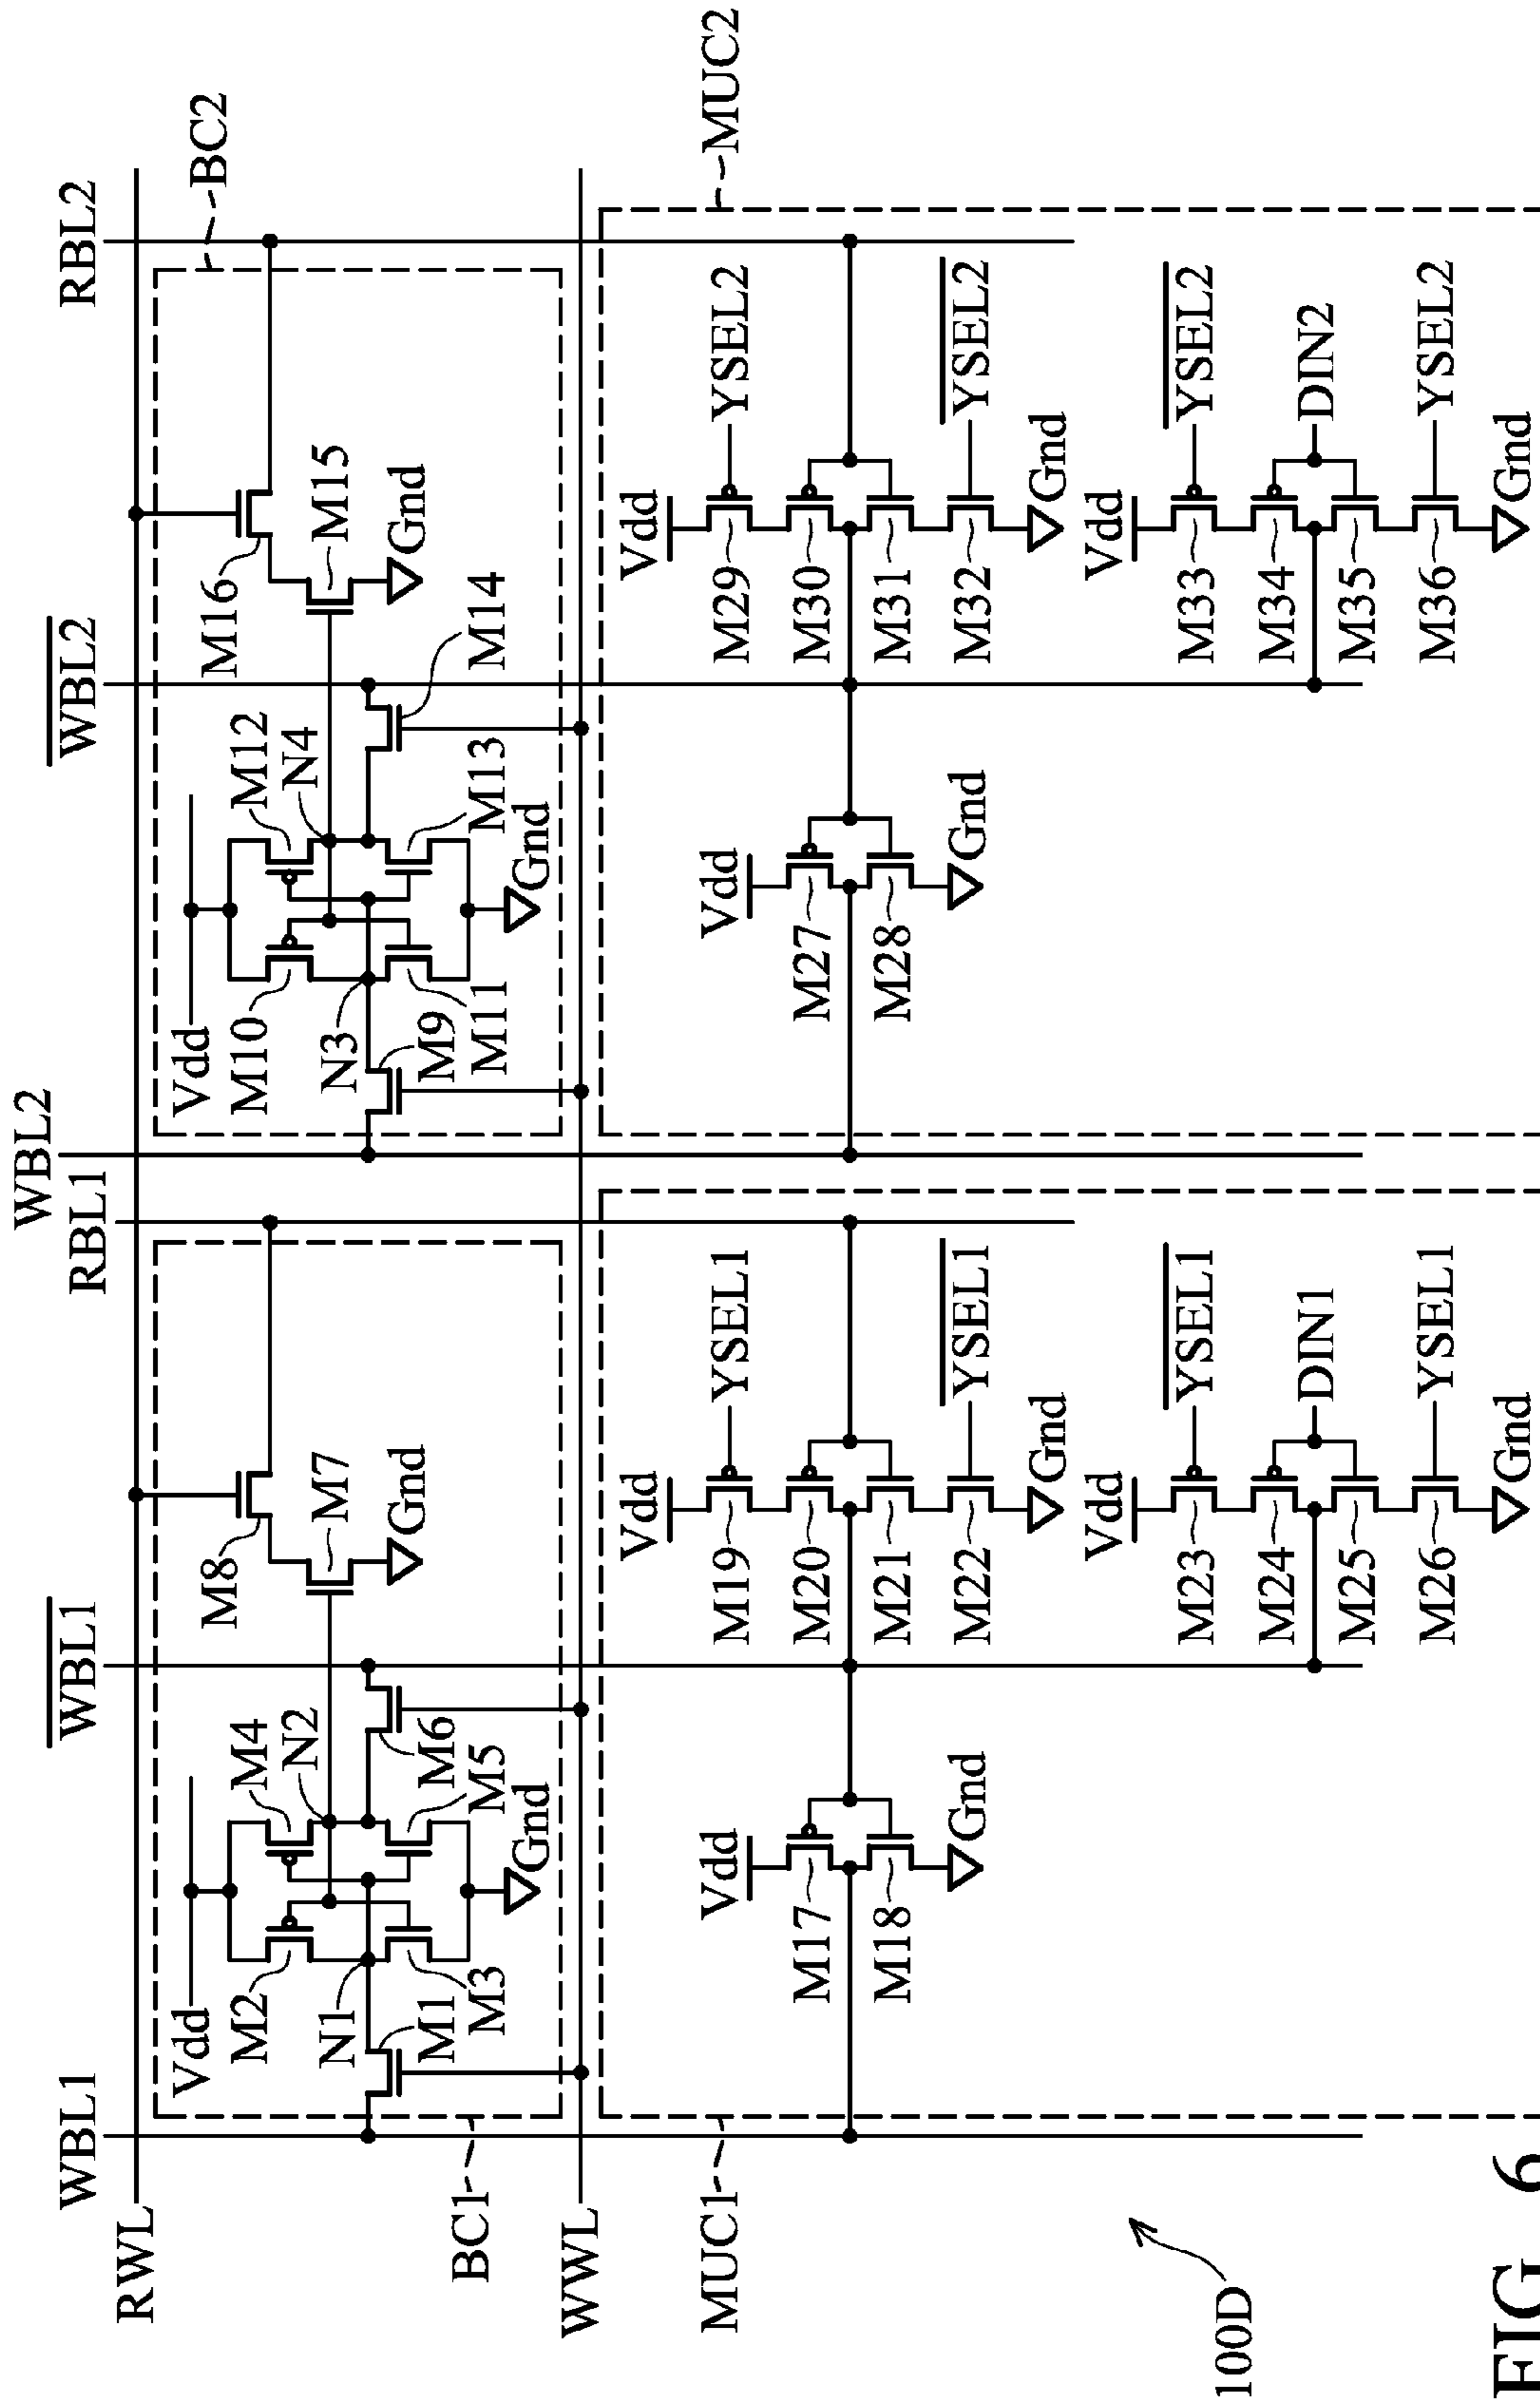 WBL1
WBL1
RBL1
WBL2
WBL2
RBL2
RWL
BC1
BC2
Vdd
M2
M4
N1
N2
M1
M3
M5
M6
Gnd
M8
M7
Gnd
Vdd
M10
M12
N3
N4
M9
M11
M13
M14
Gnd
M16
M15
Gnd
WWL
MUC1
MUC2
Vdd
M17
M18
Gnd
Vdd
M19
YSEL1
M20
M21
M22
YSEL1
Gnd
Vdd
M23
YSEL1
M24
DIN1
M25
M26
YSEL1
Gnd
Vdd
M27
M28
Gnd
Vdd
M29
YSEL2
M30
M31
M32
YSEL2
Gnd
Vdd
M33
YSEL2
M34
DIN2
M35
M36
YSEL2
Gnd
100D
FIG. 6